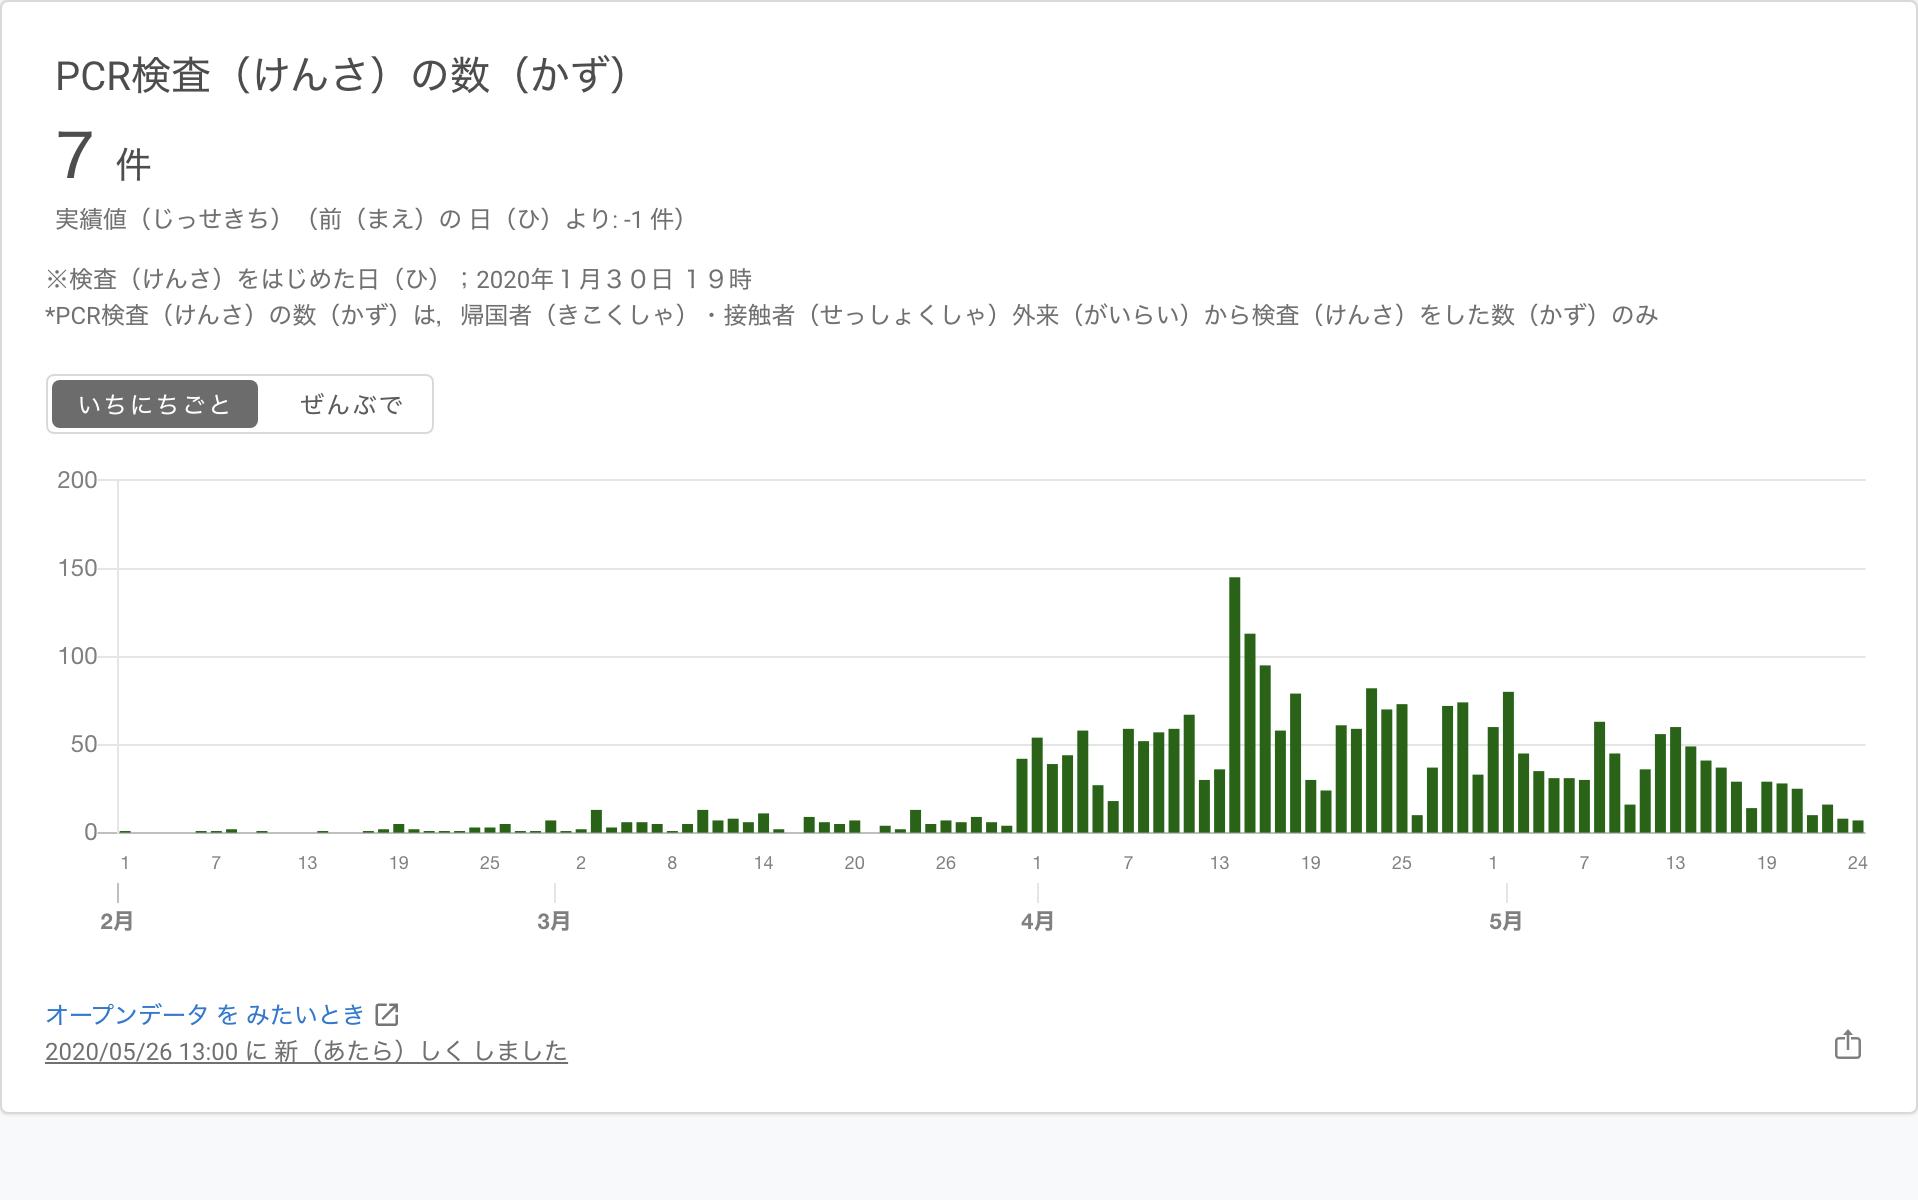 PCR検査（けんさ）の数（かず）
7 件
実績値（じっせきち）（前（まえ）の 日（ひ）より: -1 件）
※検査（けんさ）をはじめた日（ひ）；2020年１月３０日 １９時
*PCR検査（けんさ）の数（かず）は，帰国者（きこくしゃ）・接触者（せっしょくしゃ）外来（がいらい）から検査（けんさ）をした数（かず）のみ
いちにちごと ぜんぶで
200
150
100
50
0
1 7 13 19 25 2 8 14 20 26 1 7 13 19 25 1 7 13 19 24
2月 3月 4月 5月
オープンデータ を みたいとき
2020/05/26 13:00 に 新（あたら）しく しました